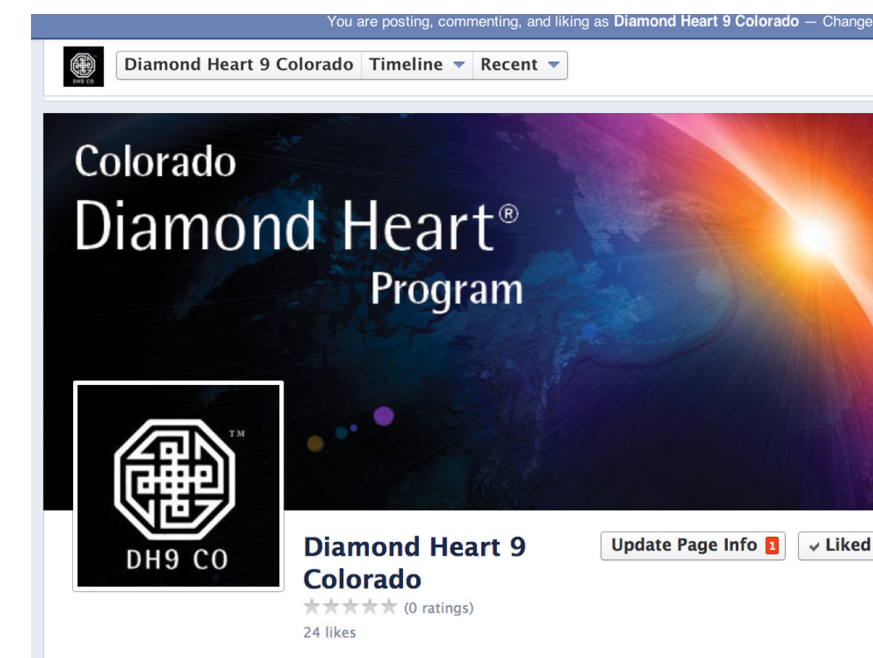 You are posting, commenting, and liking as Diamond Heart 9 Colorado — Change
DH9 CO
Diamond Heart 9 Colorado Timeline Recent
Colorado
Diamond Heart®
Program
TM
DH9 CO
Diamond Heart 9
Colorado
Update Page Info 1
Liked
(0 ratings)
24 likes